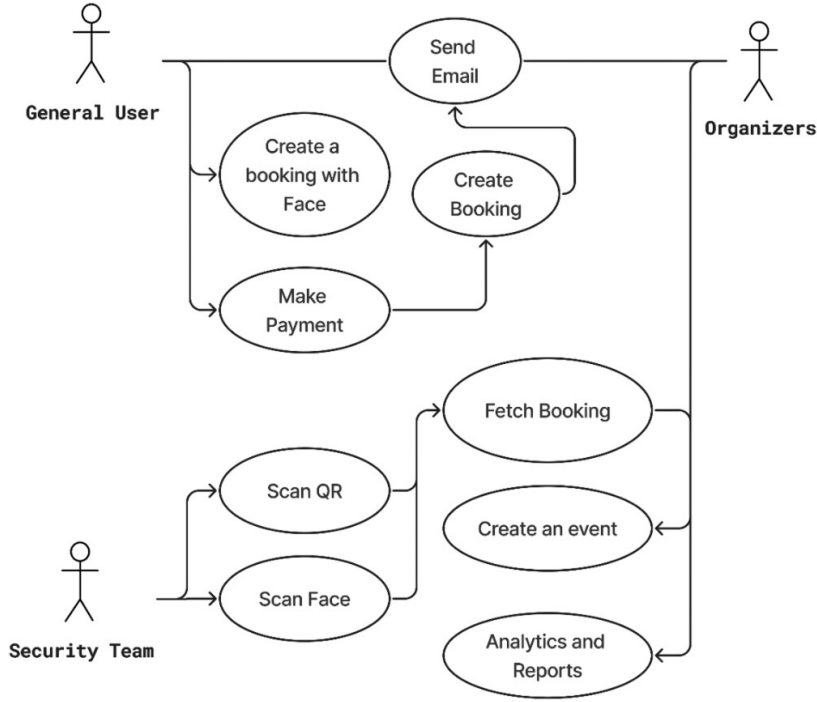 Send
Email
General User
Organizers
Create a
booking with
Face
Create
Booking
Make
Payment
Fetch Booking
Scan QR
Create an event
Scan Face
Security Team
Analytics and
Reports